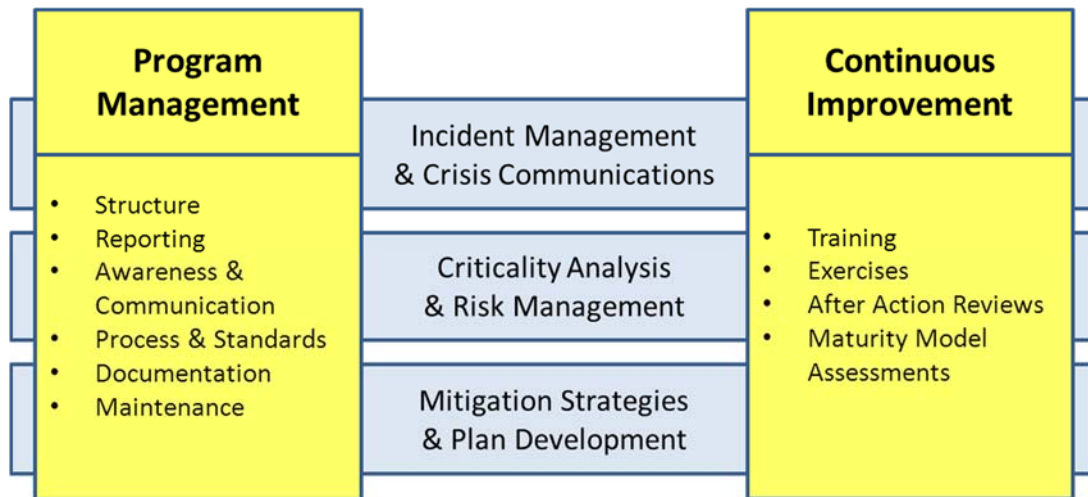 Program
Management
• Structure
• Reporting
• Awareness &
Communication
• Process & Standards
• Documentation
• Maintenance
Incident Management
& Crisis Communications
Criticality Analysis
& Risk Management
Mitigation Strategies
& Plan Development
Continuous
Improvement
• Training
• Exercises
• After Action Reviews
• Maturity Model
Assessments